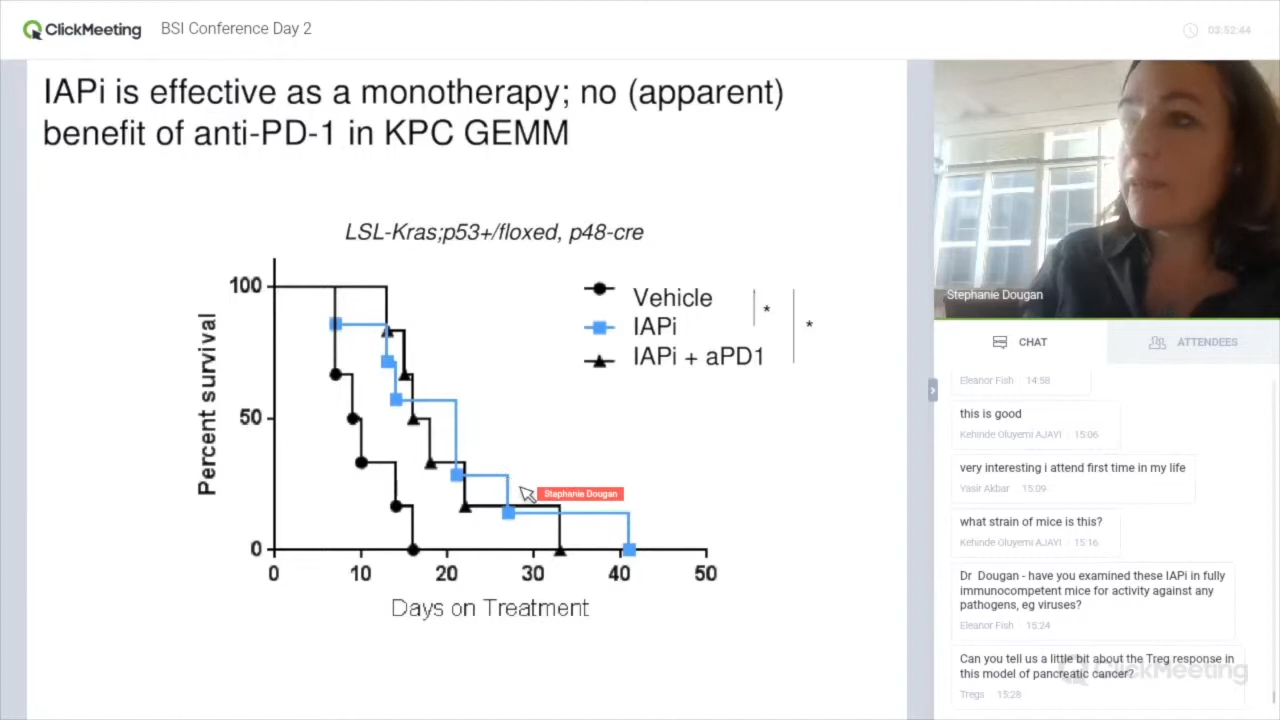 ClickMeeting
BSI Conference Day 2
03:52:44
IAPi is effective as a monotherapy; no (apparent)
benefit of anti-PD-1 in KPC GEMM
LSL-Kras;p53+/floxed, p48-cre
Percent survival
100
50
0
0 10 20 30 40 50
Days on Treatment
Vehicle
IAPi
IAPi + aPD1
*
*
Stephanie Dougan
Stephanie Dougan
CHAT
ATTENDEES
Eleanor Fish 14:58
this is good
Kehinde Oluyemi AJAYI 15:06
very interesting i attend first time in my life
Yasir Akbar 15:09
what strain of mice is this?
Kehinde Oluyemi AJAYI 15:16
Dr Dougan - have you examined these IAPi in fully
immunocompetent mice for activity against any
pathogens, eg viruses?
Eleanor Fish 15:24
Can you tell us a little bit about the Treg response in
this model of pancreatic cancer?
Tregs 15:28
ClickMeeting